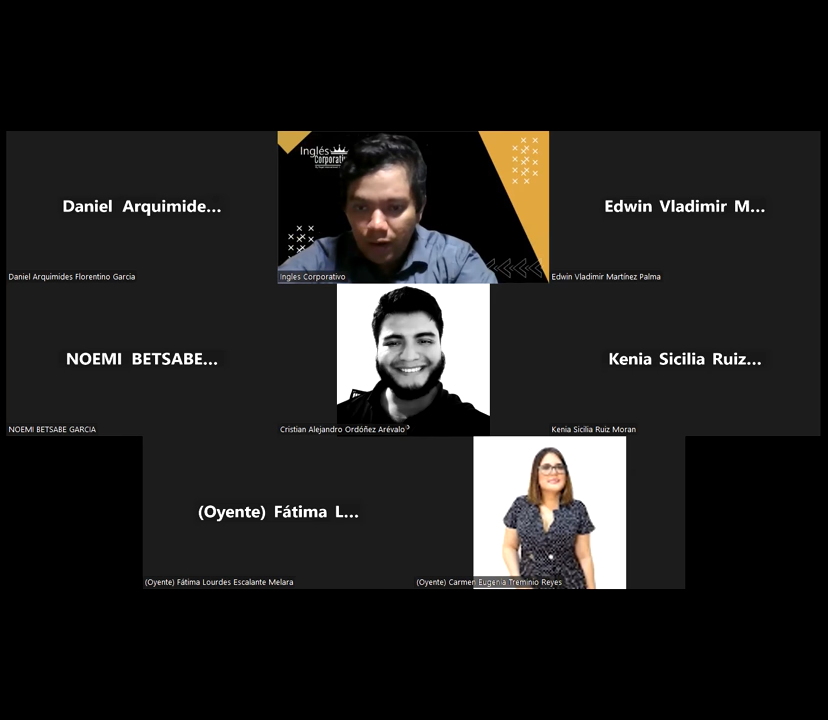 Daniel Arquimide...
Daniel Arquimides Florentino Garcia
Inglés
Corporativo
Ingles Corporativo
Edwin Vladimir M...
Edwin Vladimir Martínez Palma
NOEMI BETSABE...
NOEMI BETSABE GARCIA
Cristian Alejandro Ordóñez Arévalo
Kenia Sicilia Ruiz...
Kenia Sicilia Ruiz Moran
(Oyente) Fátima L...
(Oyente) Fátima Lourdes Escalante Melara
(Oyente) Carmen Eugenia Treminio Reyes